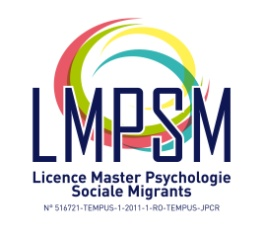 LMPSM
Licence Master Psychologie
Sociale Migrants
N° 516721-TEMPUS-1-2011-1-RO-TEMPUS-JPCR